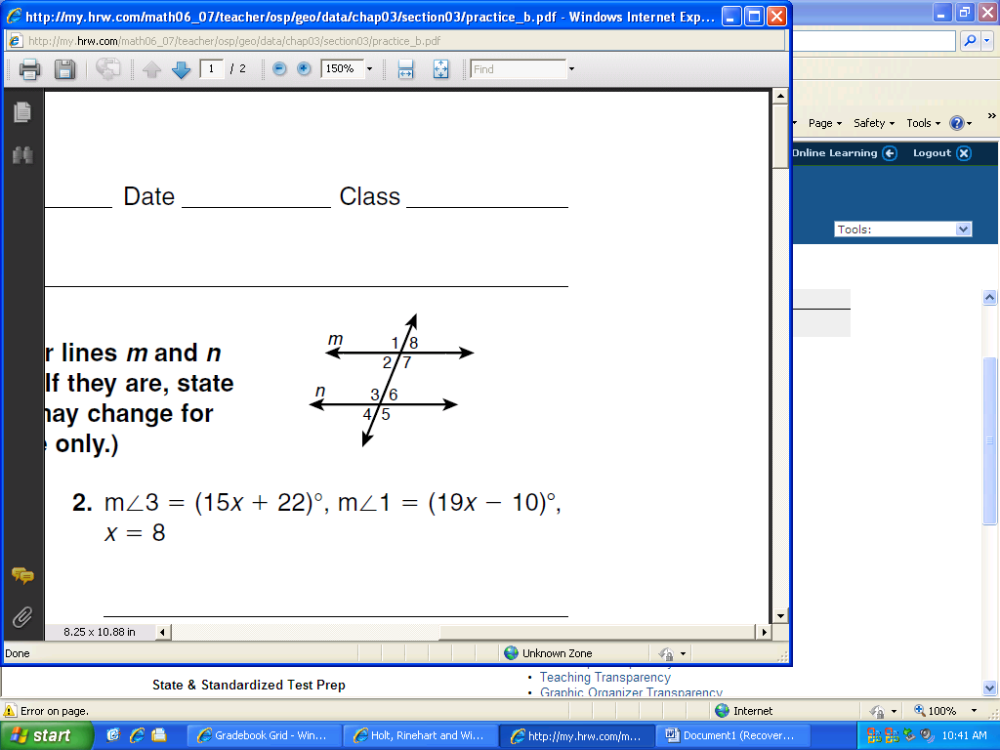 http://my.hrw.com/math06_07/teacher/osp/geo/data/chap03/section03/practice_b.pdf - Windows Internet Exp...
http://my.hrw.com/math06_07/teacher/osp/geo/data/chap03/section03/practice_b.pdf
1 / 2 150% Find
Page Safety Tools »
Online Learning Logout
Tools:
Date Class
r lines m and n
If they are, state
may change for
e only.)
m 1 8
2 7
n 3 6
4 5
2. m∠3 = (15x + 22)°, m∠1 = (19x − 10)°,
x = 8
8.25 x 10.88 in
Done Unknown Zone
State & Standardized Test Prep
• Teaching Transparency
• Graphic Organizer Transparency
Error on page. Internet 100%
start Gradebook Grid - Win... Holt, Rinehart and Wi... http://my.hrw.com/m... Document1 (Recover... 10:41 AM